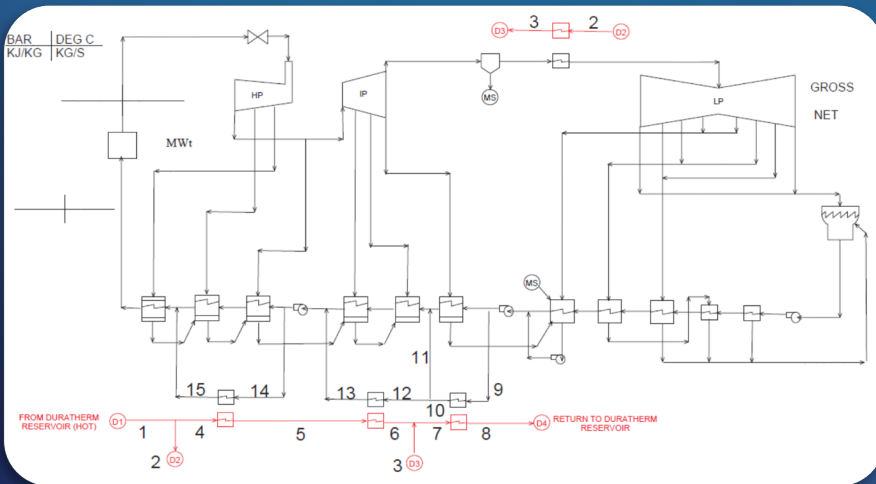 D3 3 2 D2
BAR DEG C
KJ/KG KG/S
HP
IP
MS
LP
GROSS
NET
MWt
MS
11
15 14 13 12 9
10
FROM DURATHERM
RESERVOIR (HOT)
D1
1 4 5 6 7 8
D4
RETURN TO DURATHERM
RESERVOIR
2 D2
3 D3